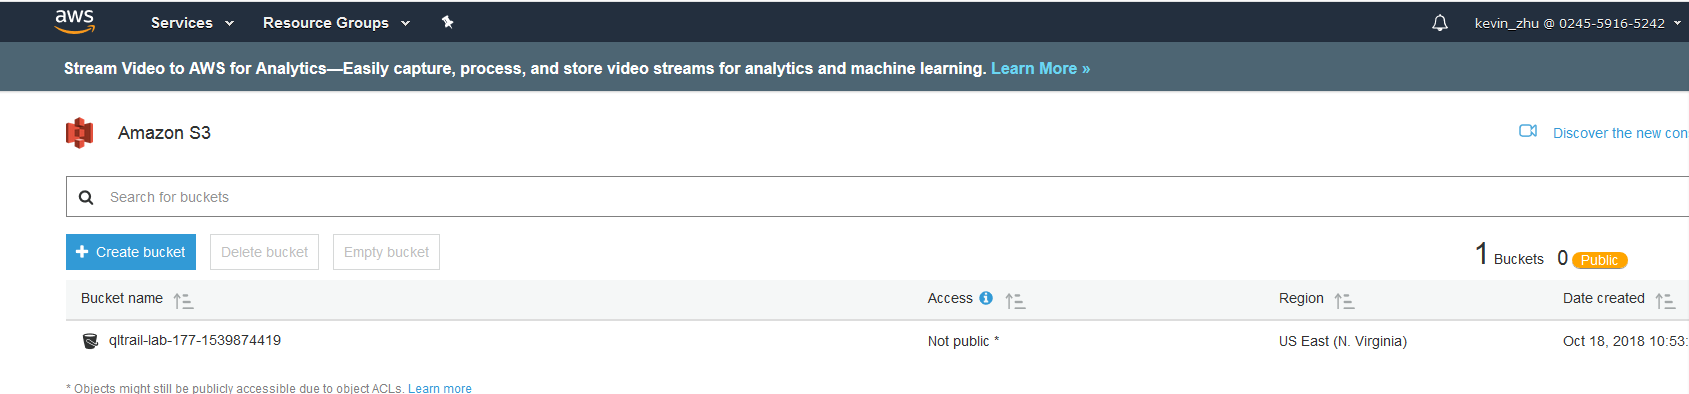 aws Services Resource Groups kevin_zhu @ 0245-5916-5242
Stream Video to AWS for Analytics—Easily capture, process, and store video streams for analytics and machine learning. Learn More »
Amazon S3 Discover the new con
Search for buckets
Create bucket Delete bucket Empty bucket 1 Buckets 0 Public
Bucket name Access Region Date created
qltrail-lab-177-1539874419 Not public * US East (N. Virginia) Oct 18, 2018 10:53:
* Objects might still be publicly accessible due to object ACLs. Learn more